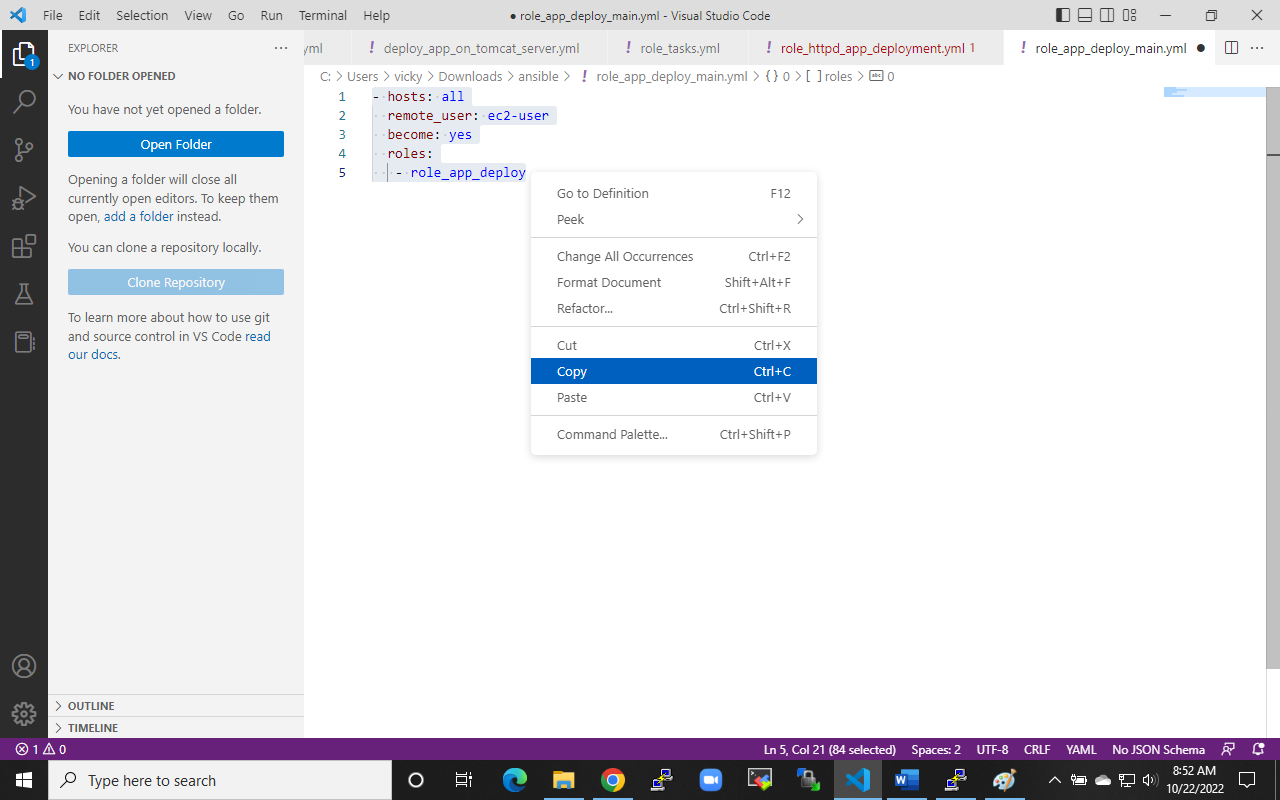 File Edit Selection View Go Run Terminal Help ● role_app_deploy_main.yml - Visual Studio Code
EXPLORER
yml ! deploy_app_on_tomcat_server.yml ! role_tasks.yml ! role_httpd_app_deployment.yml 1 ! role_app_deploy_main.yml ●
NO FOLDER OPENED
C: > Users > vicky > Downloads > ansible > ! role_app_deploy_main.yml > { } 0 > [ ] roles > abc 0
1 - hosts: all
2 remote_user: ec2-user
3 become: yes
4 roles:
5 - role_app_deploy
You have not yet opened a folder.
Open Folder
Opening a folder will close all
currently open editors. To keep them
open, add a folder instead.
You can clone a repository locally.
Clone Repository
To learn more about how to use git
and source control in VS Code read
our docs.
Go to Definition F12
Peek
Change All Occurrences Ctrl+F2
Format Document Shift+Alt+F
Refactor... Ctrl+Shift+R
Cut Ctrl+X
Copy Ctrl+C
Paste Ctrl+V
Command Palette... Ctrl+Shift+P
1
OUTLINE
TIMELINE
1 0 Ln 5, Col 21 (84 selected) Spaces: 2 UTF-8 CRLF YAML No JSON Schema
Type here to search
8:52 AM
10/22/2022